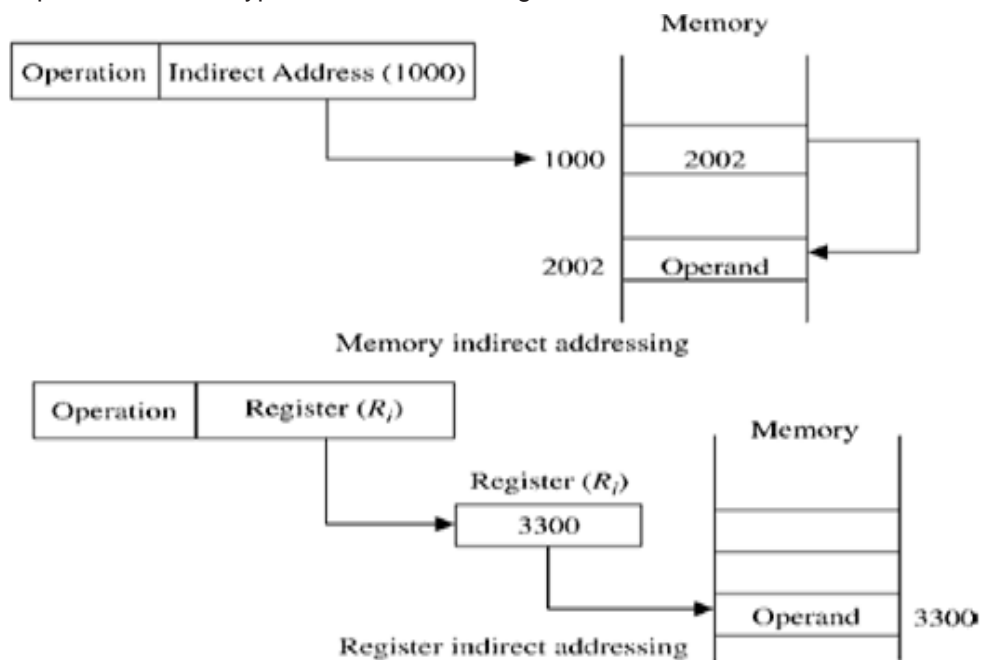 Memory
Operation Indirect Address (1000)
1000 2002
2002 Operand
Memory indirect addressing
Operation Register (Ri)
Memory
Register (Ri)
3300
Operand 3300
Register indirect addressing